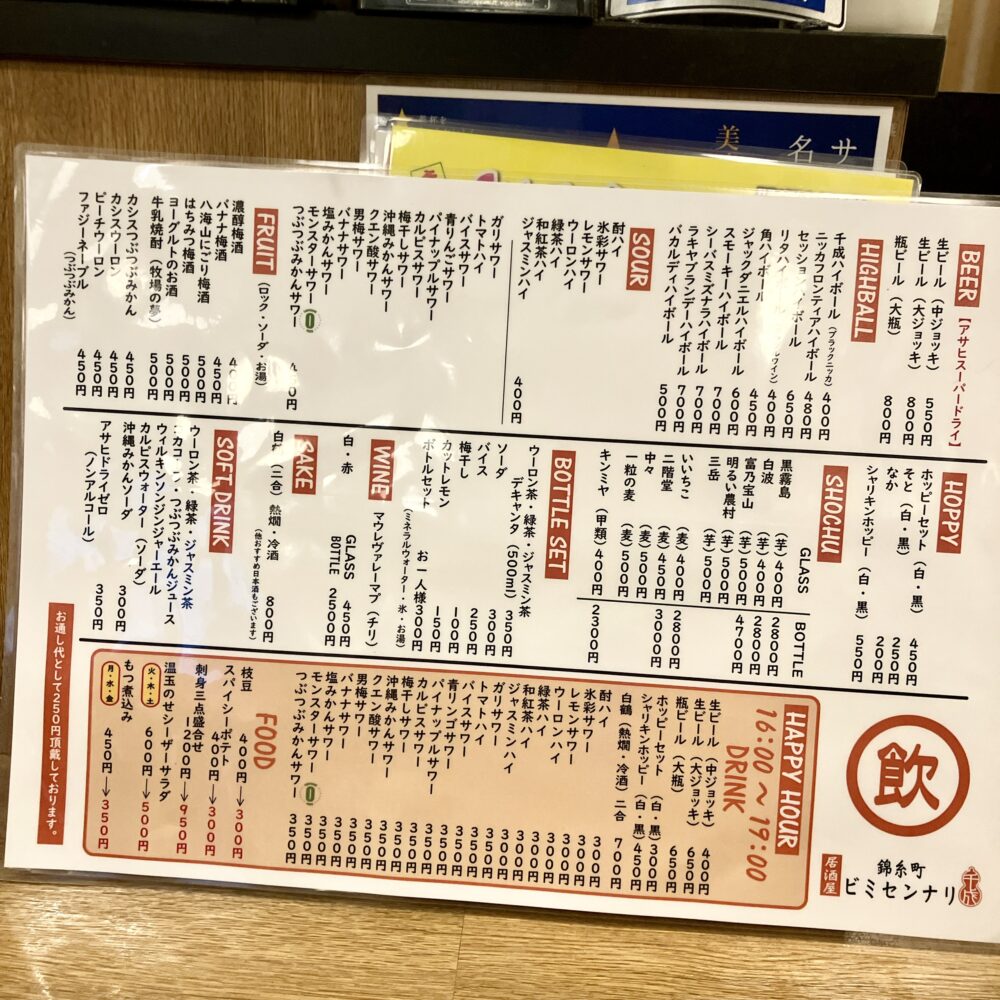 美
名
サ
BEER【アサヒスーパードライ】
生ビール（中ジョッキ） 550円
生ビール（大ジョッキ） 800円
瓶ビール（大瓶） 800円
HIGHBALL
千成ハイボール（ブラックニッカ） 400円
ニッカフロンティアハイボール 480円
リタハイボール 650円
角ハイボール 400円
ジャックダニエルハイボール 600円
スモーキーハイボール 700円
シーバスミズナラハイボール 700円
ラキヤブランデーハイボール 700円
バカルディハイボール 500円
SOUR
酎ハイ
氷彩サワー
レモンサワー
ウーロンハイ
緑茶ハイ
和紅茶ハイ
ジャスミンハイ
400円
ガリサワー
トマトハイ
バイスサワー
青りんごサワー
パイナップルサワー
カルピスサワー
梅干しサワー
沖縄みかんサワー
クエン酸サワー
男梅サワー
バナナサワー
塩みかんサワー
モンスターサワー
つぶつぶみかんサワー
FRUIT（ロック・ソーダ・お湯）
濃醇梅酒
バナナ梅酒 450円
八海山にごり梅酒 500円
はちみつ梅酒 500円
ヨーグルトのお酒 500円
牛乳焼酎（牧場の夢） 500円
カシスつぶつぶみかん 450円
カシスウーロン 450円
ピーチウーロン 450円
ファジーネーブル（つぶつぶみかん） 450円
HOPPY
ホッピーセット（白・黒） 450円
そと（白・黒） 250円
なか 200円
シャリキンホッピー（白・黒） 550円
SHOCHU
GLASS BOTTLE
黒霧島（芋）400円 2800円
白波（芋）400円 2800円
富乃宝山（芋）500円 4700円
明るい農村（芋）500円
三岳（芋）500円
いいちこ（麦）400円 2800円
二階堂（麦）450円 3000円
中々（麦）500円
一粒の麦（麦）500円
キンミヤ（甲類）400円 2300円
BOTTLE SET
ウーロン茶・緑茶・ジャスミン茶
デキャンタ（500ml） 350円
ソーダ 300円
バイス 250円
梅干し 100円
カットレモン 150円
ボトルセット お一人様300円
（ミネラルウォーター・氷・お湯）
WINE マウレヴァレーマプ（チリ）
白・赤 GLASS 450円
BOTTLE 2500円
SAKE
（二合）熱燗・冷酒 800円
（他おすすめ日本酒もございます）
SOFT DRINK
ウーロン茶・緑茶・ジャスミン茶
つぶつぶみかんジュース
ウィルキンソンジンジャーエール
カルピスウォーター（ソーダ）
沖縄みかんソーダ 300円
アサヒドライゼロ（ノンアルコール） 350円
お通し代として250円頂戴しております。
飲
錦糸町
ビミセンナリ
居酒屋
千成
HAPPY HOUR
16:00～19:00
DRINK
生ビール（中ジョッキ） 400円
生ビール（大ジョッキ） 650円
瓶ビール（大瓶） 650円
ホッピーセット（白・黒）300円
シャリキンホッピー（白・黒）450円
白鶴（熱燗・冷酒）二合 700円
酎ハイ 300円
氷彩サワー 300円
レモンサワー 300円
ウーロンハイ 300円
緑茶ハイ 300円
和紅茶ハイ 300円
ジャスミンハイ 300円
ガリサワー 350円
トマトハイ 350円
バイスサワー 350円
青リンゴサワー 350円
パイナップルサワー 350円
カルピスサワー 350円
梅干しサワー 350円
沖縄みかんサワー 350円
クエン酸サワー 350円
男梅サワー 350円
バナナサワー 350円
塩みかんサワー 350円
モンスターサワー 350円
つぶつぶみかんサワー 350円
FOOD
枝豆 400円→300円
スパイシーポテト 400円→300円
刺身三点盛合せ 1200円→950円
温玉のせシーザーサラダ
火・木・土 600円→500円
もつ煮込み
月・水・金 450円→350円